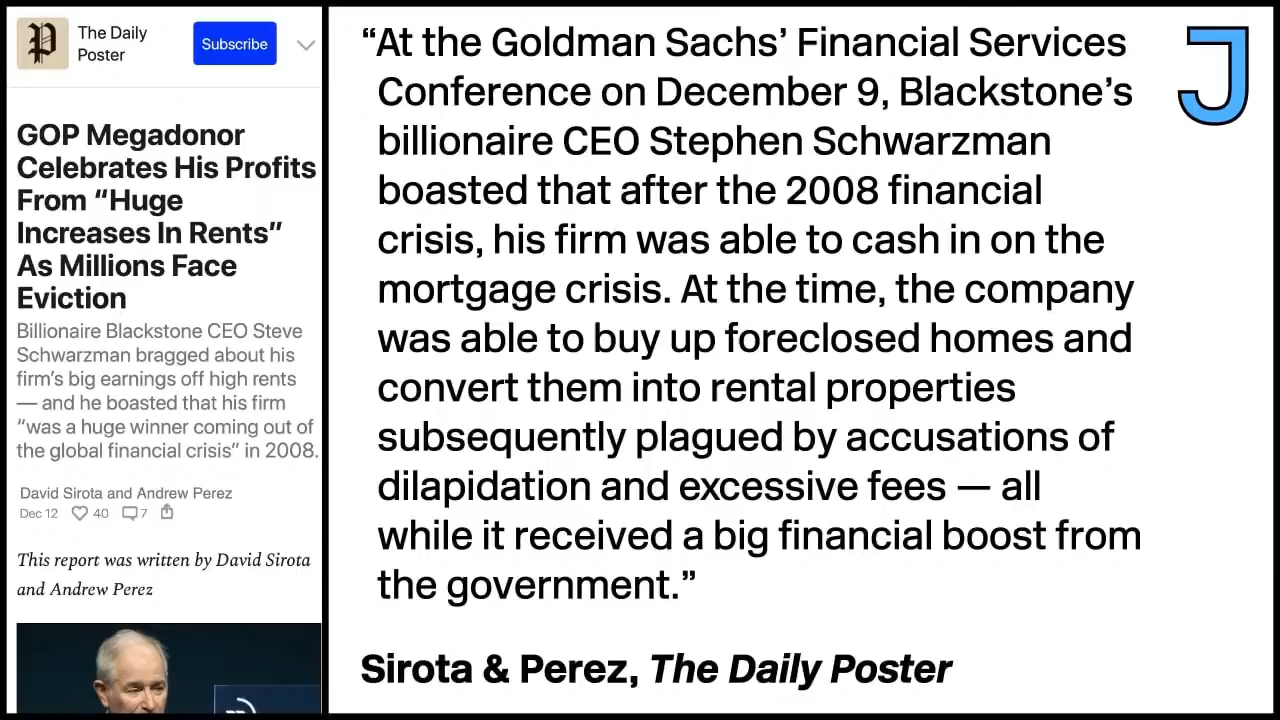 The Daily
Poster
Subscribe
GOP Megadonor
Celebrates His Profits
From “Huge
Increases In Rents”
As Millions Face
Eviction
Billionaire Blackstone CEO Steve
Schwarzman bragged about his
firm’s big earnings off high rents
— and he boasted that his firm
“was a huge winner coming out of
the global financial crisis” in 2008.
David Sirota and Andrew Perez
Dec 12 40 7
This report was written by David Sirota
and Andrew Perez
“At the Goldman Sachs’ Financial Services
Conference on December 9, Blackstone’s
billionaire CEO Stephen Schwarzman
boasted that after the 2008 financial
crisis, his firm was able to cash in on the
mortgage crisis. At the time, the company
was able to buy up foreclosed homes and
convert them into rental properties
subsequently plagued by accusations of
dilapidation and excessive fees — all
while it received a big financial boost from
the government.”
Sirota & Perez, The Daily Poster
J